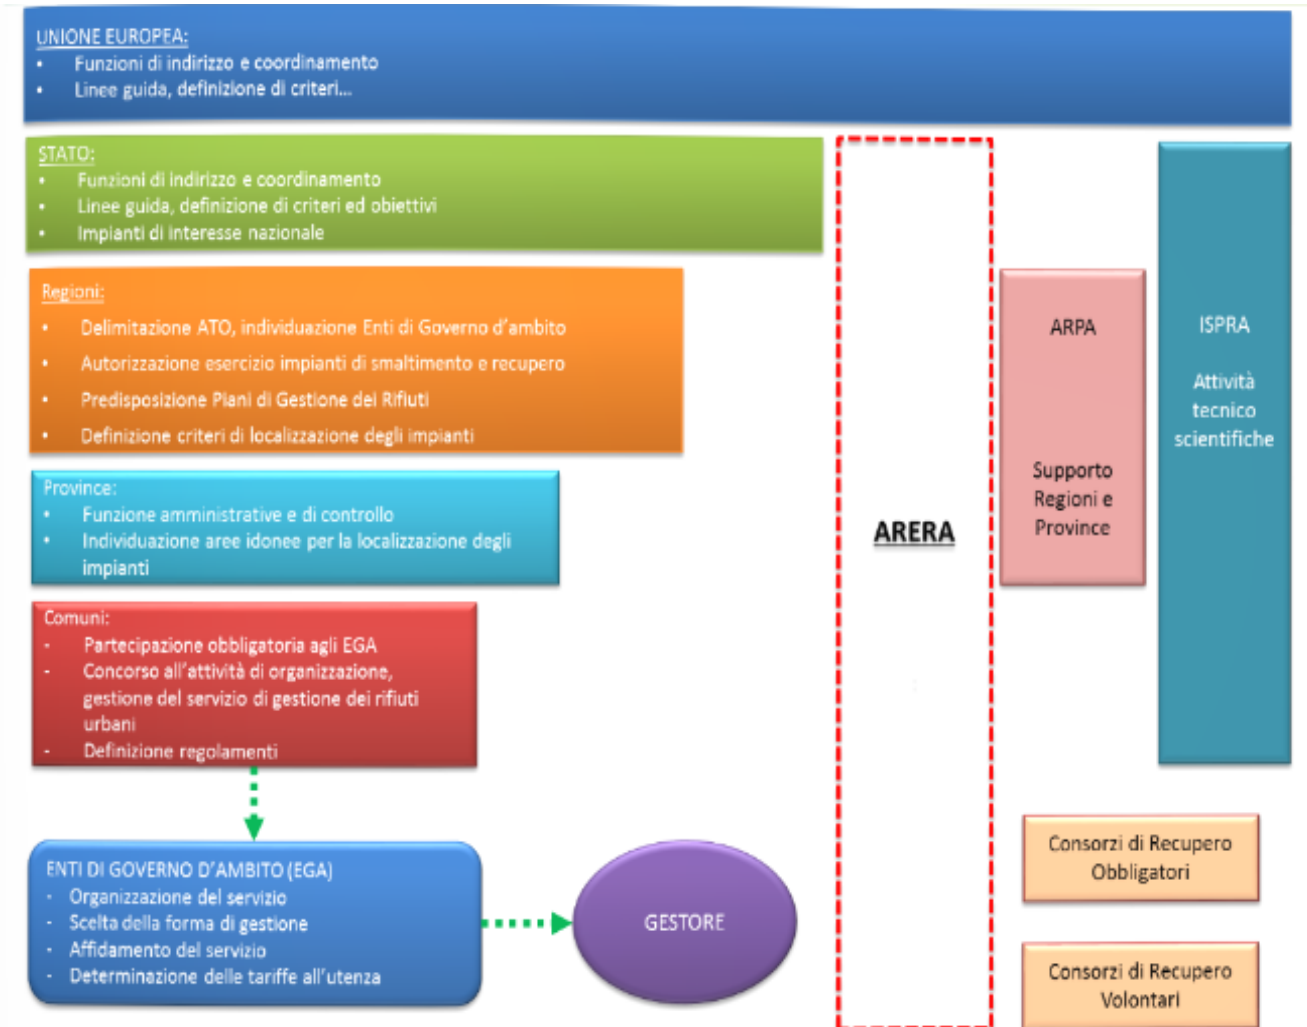 UNIONE EUROPEA:
• Funzioni di indirizzo e coordinamento
• Linee guida, definizione di criteri...
STATO:
• Funzioni di indirizzo e coordinamento
• Linee guida, definizione di criteri ed obiettivi
• Impianti di interesse nazionale
Regioni:
• Delimitazione ATO, individuazione Enti di Governo d'ambito
• Autorizzazione esercizio impianti di smaltimento e recupero
• Predisposizione Piani di Gestione dei Rifiuti
• Definizione criteri di localizzazione degli impianti
Province:
• Funzione amministrative e di controllo
• Individuazione aree idonee per la localizzazione degli
impianti
Comuni:
- Partecipazione obbligatoria agli EGA
- Concorso all'attività di organizzazione,
gestione del servizio di gestione dei rifiuti
urbani
- Definizione regolamenti
ENTI DI GOVERNO D'AMBITO (EGA)
- Organizzazione del servizio
- Scelta della forma di gestione
- Affidamento del servizio
- Determinazione delle tariffe all'utenza
GESTORE
ARERA
ARPA
Supporto
Regioni e
Province
ISPRA
Attività
tecnico
scientifiche
Consorzi di Recupero
Obbligatori
Consorzi di Recupero
Volontari